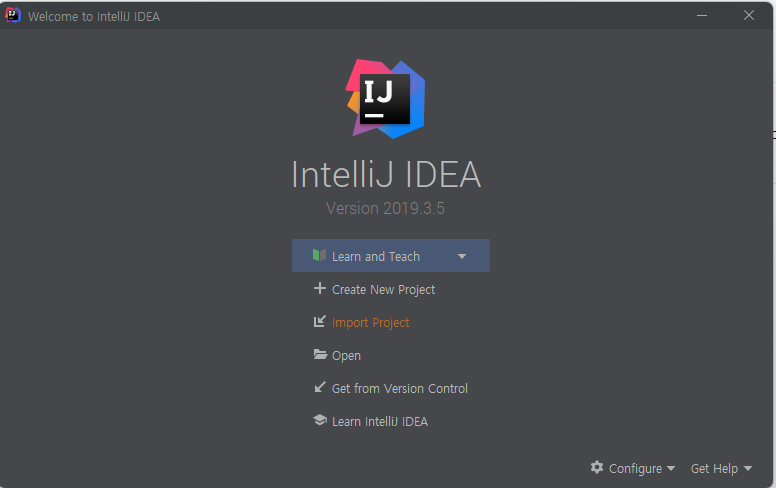 Welcome to IntelliJ IDEA
IJ
IntelliJ IDEA
Version 2019.3.5
Learn and Teach
Create New Project
Import Project
Open
Get from Version Control
Learn IntelliJ IDEA
Configure Get Help